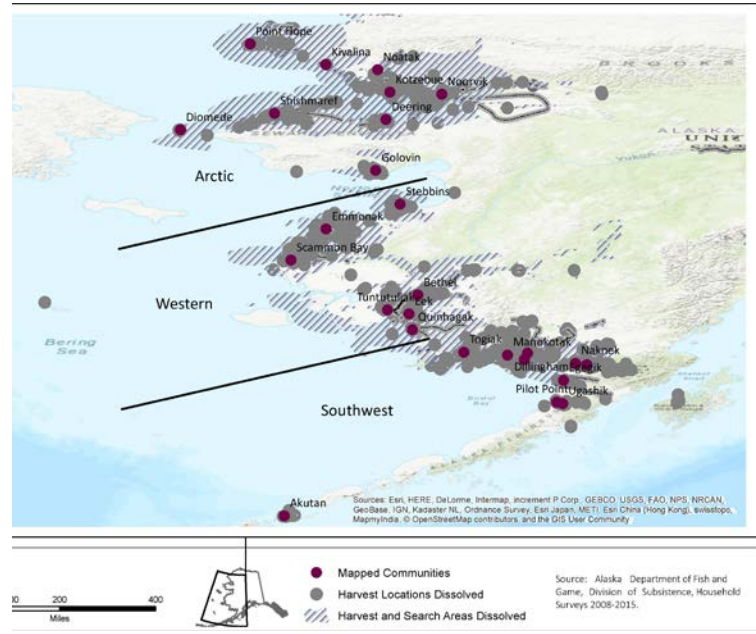 Point Hope
Kivalina
Noatak
Kotzebue
Noorvik
BROOKS
Shishmaref
Deering
Diomede
ALASKA
Yukon
Golovin
Arctic
Stebbins
Emmonak
Scammon Bay
Bethel
Western
Tuntutuliak
Eek
Quinhagak
Bering
Sea
Togiak
Manokotak
Naknek
Dillingham
Egegik
Pilot Point
Ugashik
Southwest
Akutan
Sources: Esri, HERE, DeLorme, Intermap, increment P Corp., GEBCO, USGS, FAO, NPS, NRCAN,
GeoBase, IGN, Kadaster NL, Ordnance Survey, Esri Japan, METI, Esri China (Hong Kong), swisstopo,
MapmyIndia, © OpenStreetMap contributors, and the GIS User Community
Mapped Communities
Harvest Locations Dissolved
Harvest and Search Areas Dissolved
200
400
Miles
Source: Alaska Department of Fish and
Game, Division of Subsistence, Household
Surveys 2008-2015.